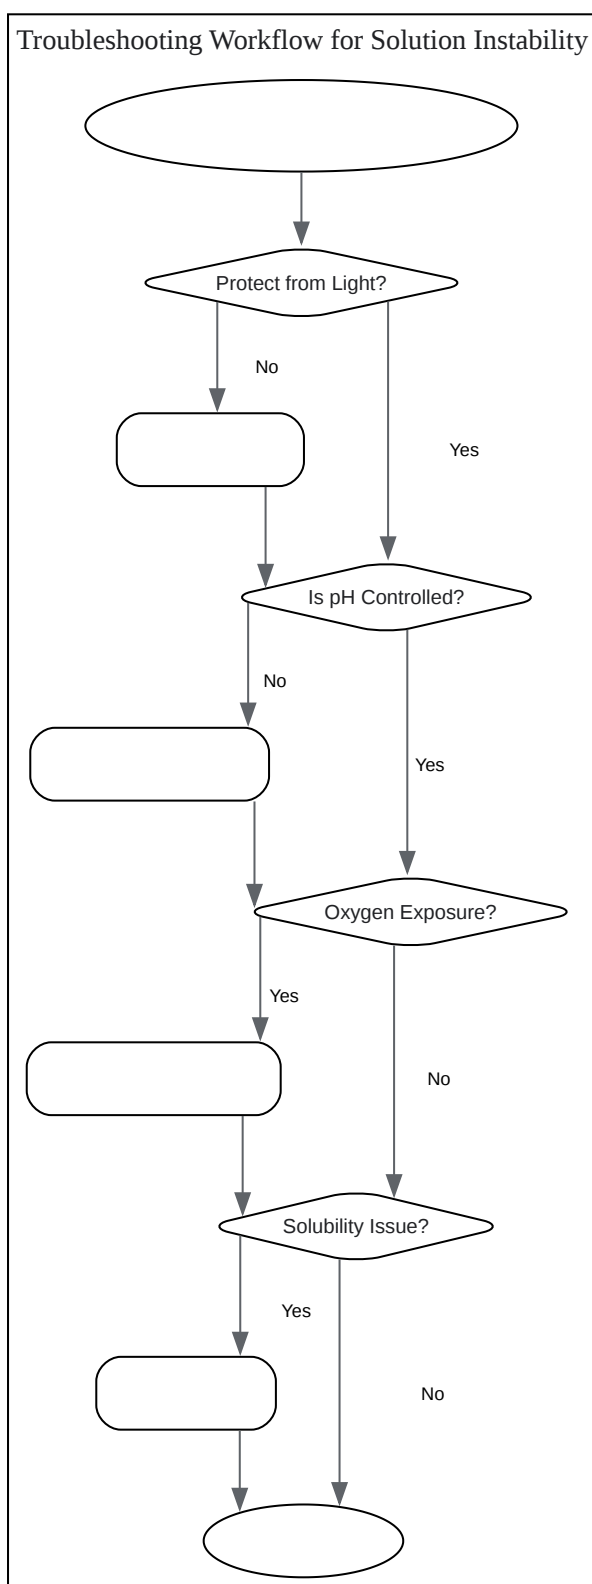 Troubleshooting Workflow for Solution Instability
Protect from Light?
No
Yes
Is pH Controlled?
No
Yes
Oxygen Exposure?
Yes
No
Solubility Issue?
Yes
No